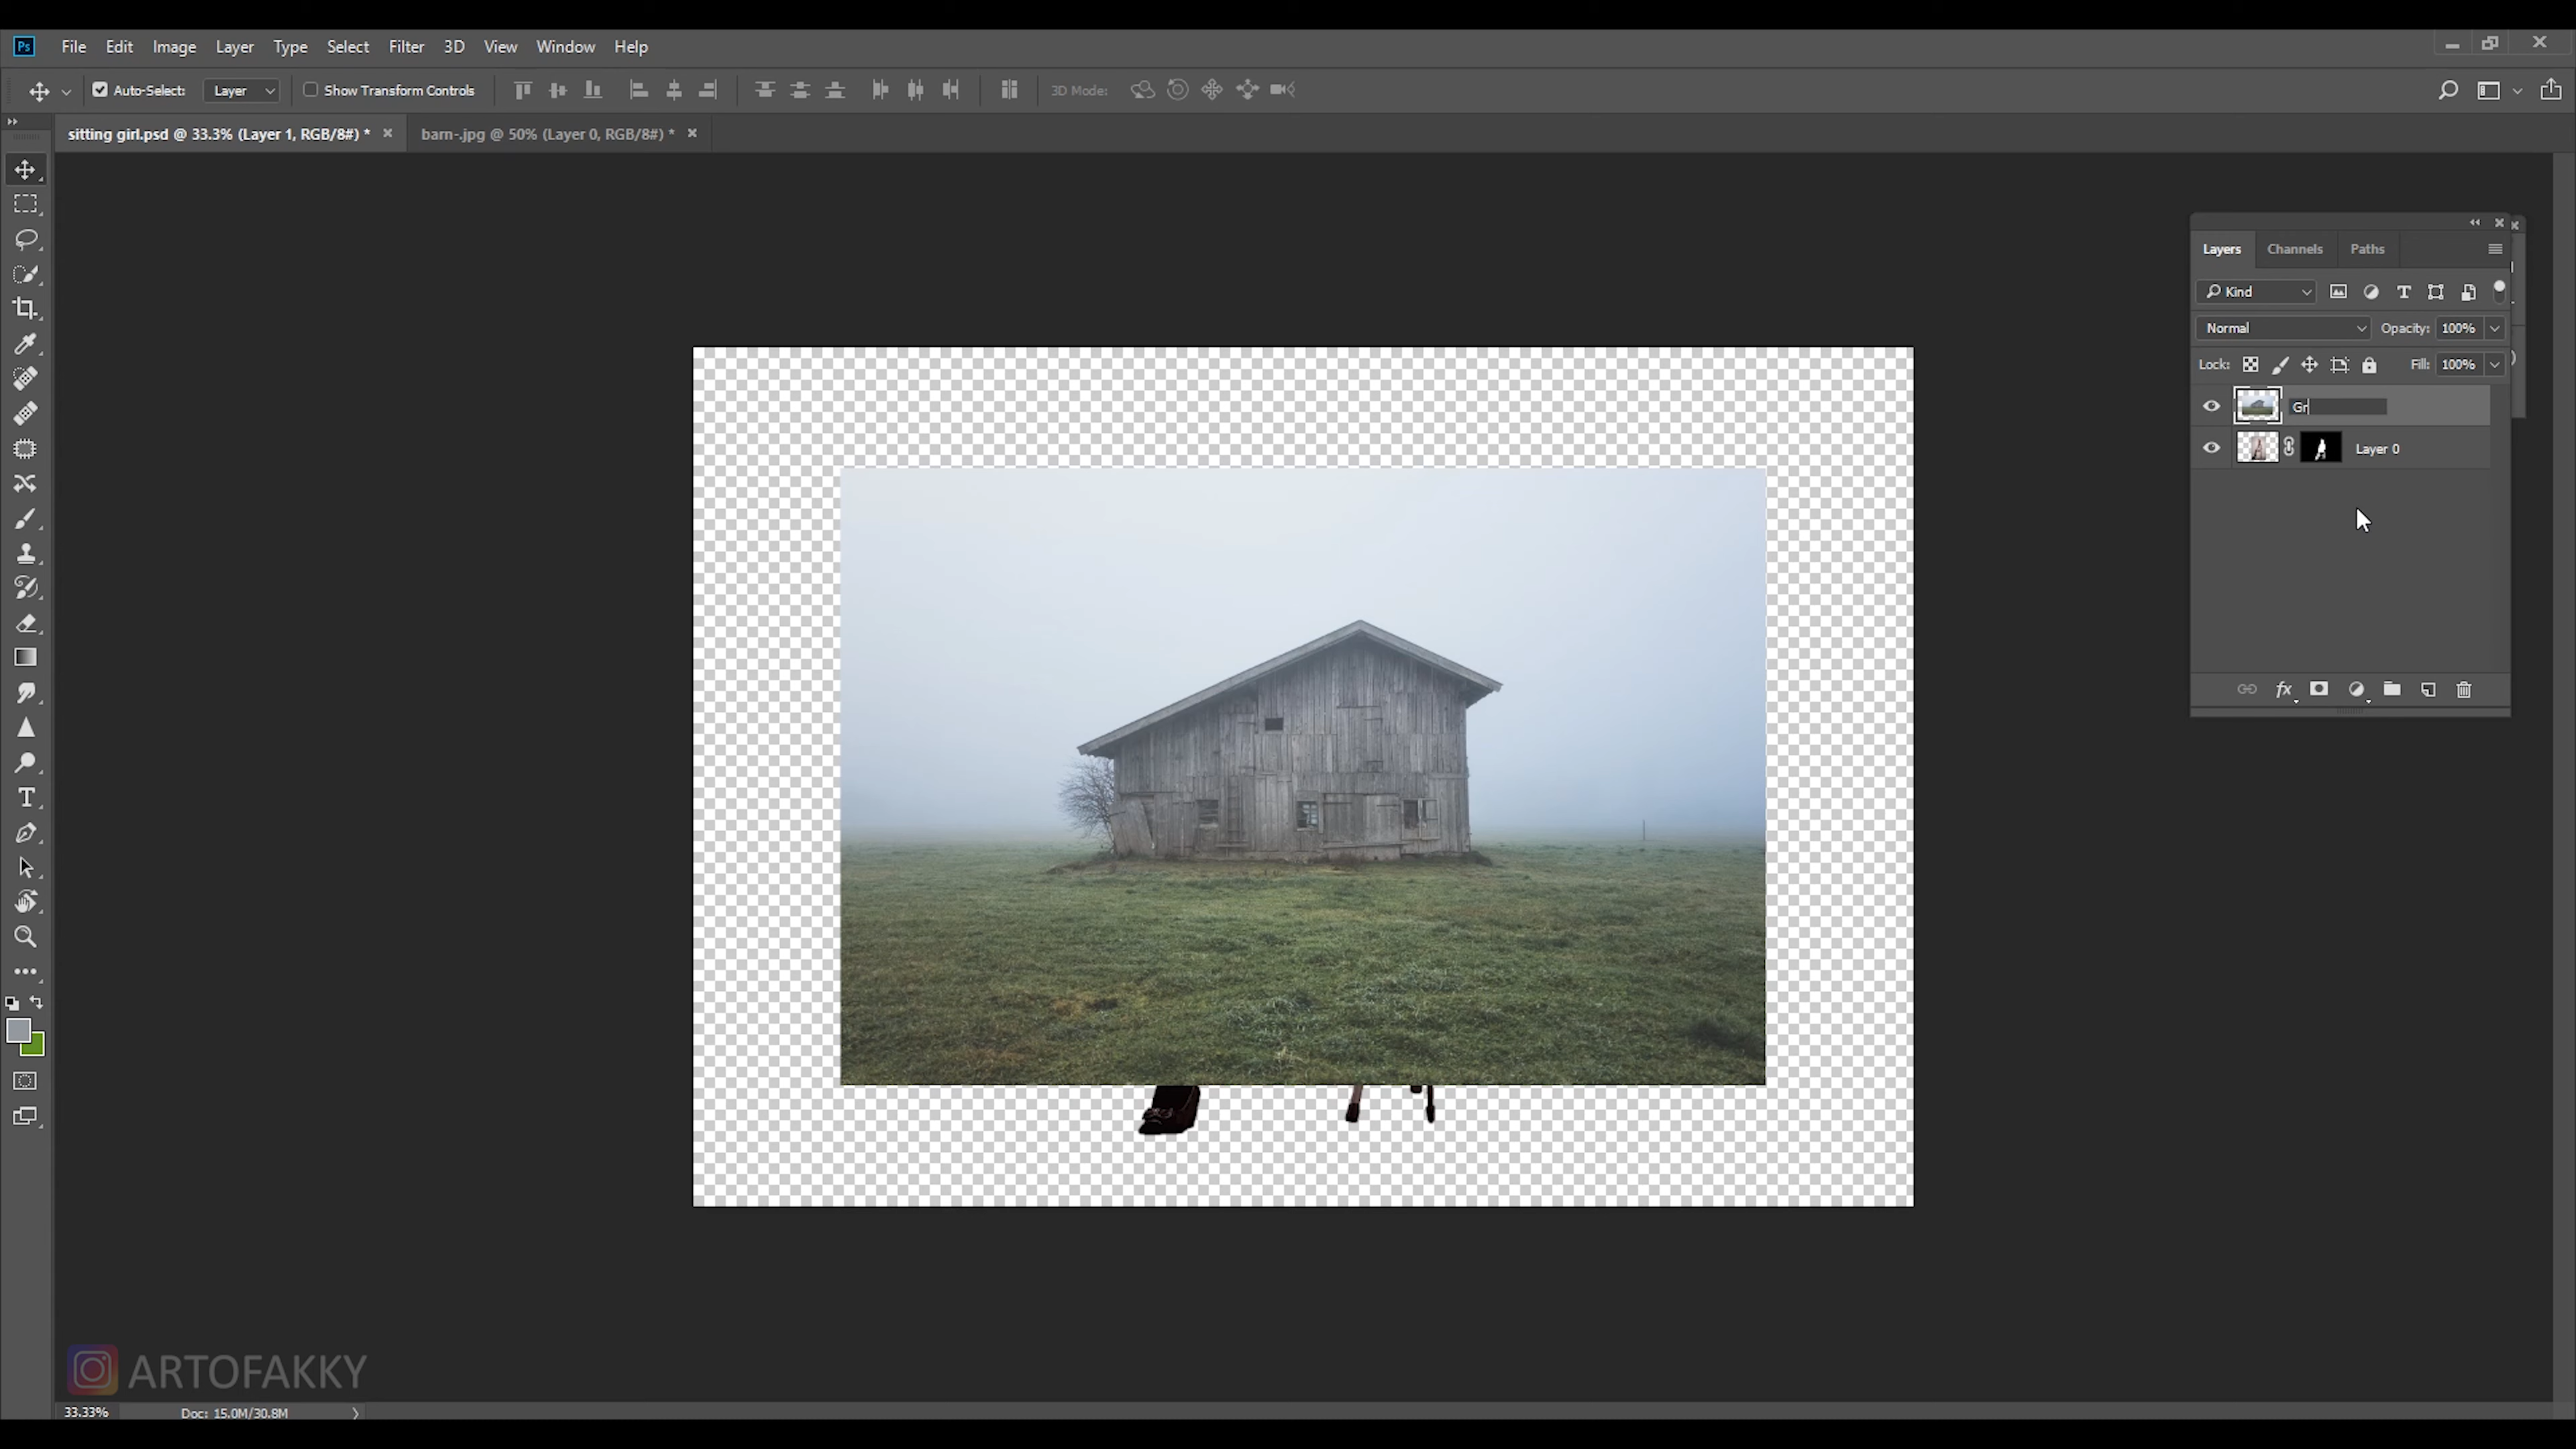 Ps File Edit Image Layer Type Select Filter 3D View Window Help
Auto-Select: Layer Show Transform Controls 3D Mode:
sitting girl.psd @ 33.3% (Layer 1, RGB/8#) * barn-.jpg @ 50% (Layer 0, RGB/8#) *
Layers Channels Paths
Kind
Normal Opacity: 100%
Lock: Fill: 100%
Gr
Layer 0
fx
ARTOFAKKY
33.33% Doc: 15.0M/30.8M